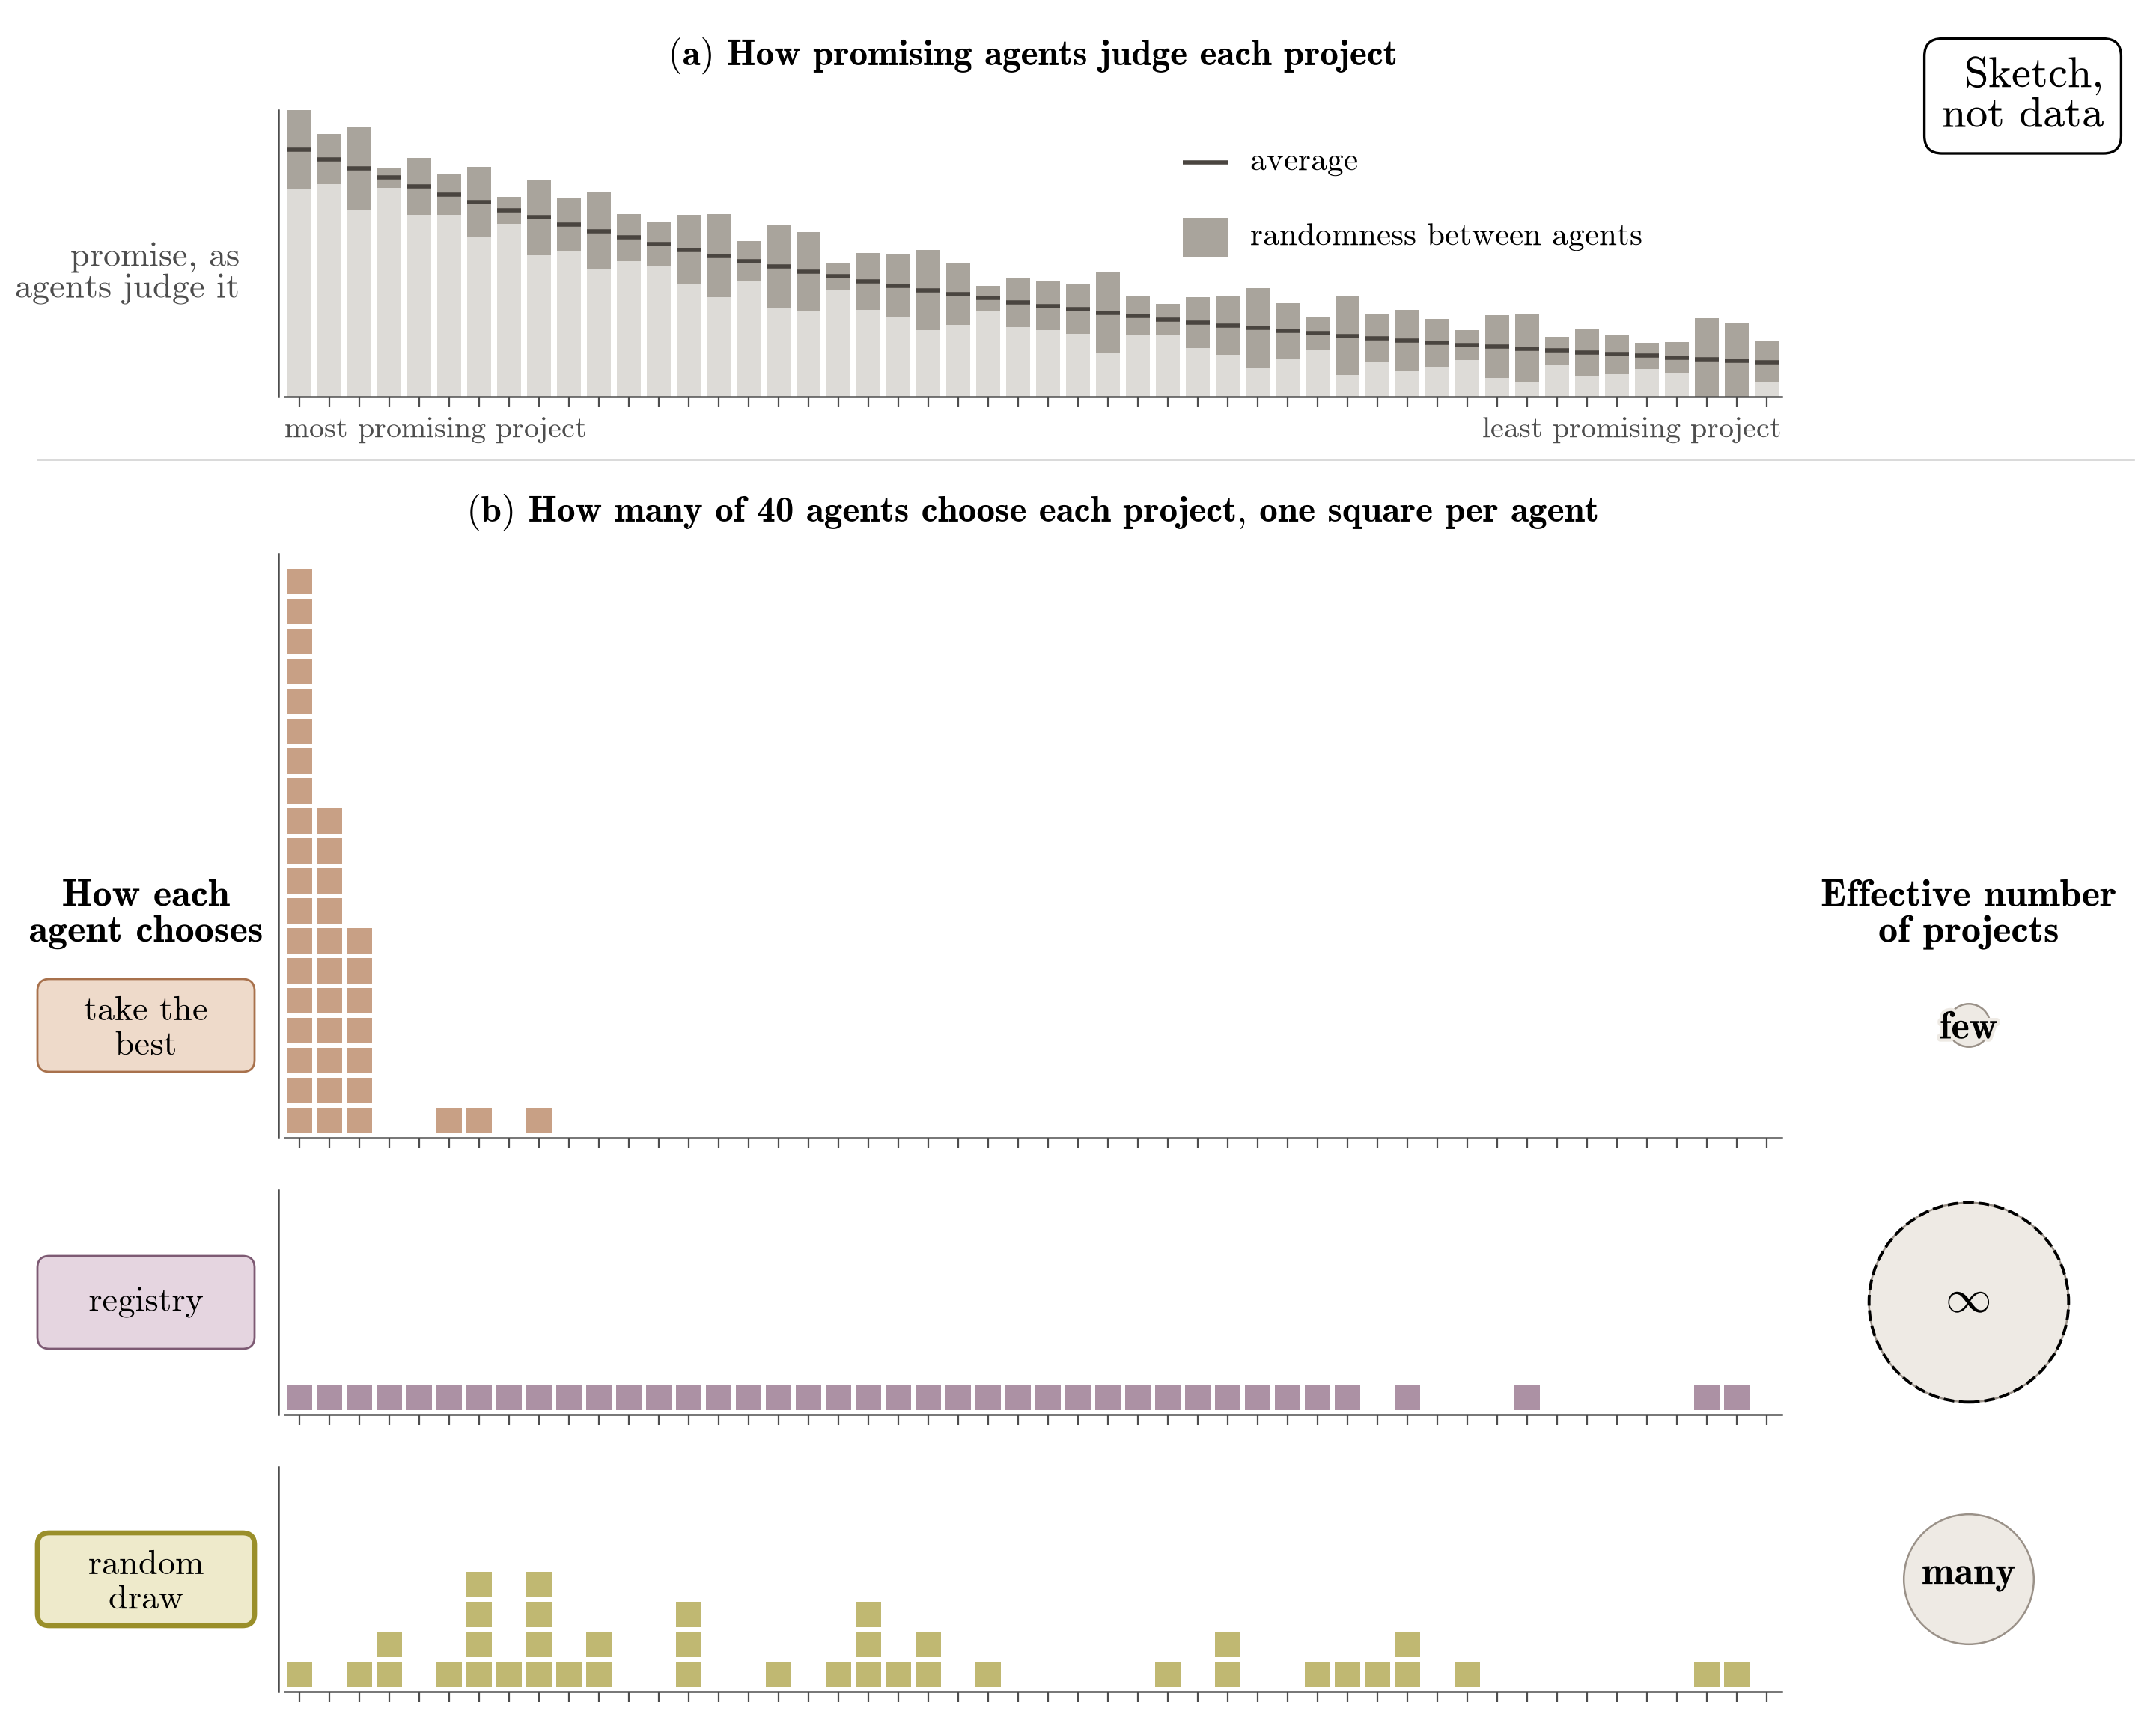 (a) How promising agents judge each project
Sketch,
not data
average
randomness between agents
promise, as
agents judge it
most promising project
least promising project
(b) How many of 40 agents choose each project, one square per agent
How each
agent chooses
Effective number
of projects
take the
best
few
registry
∞
random
draw
many